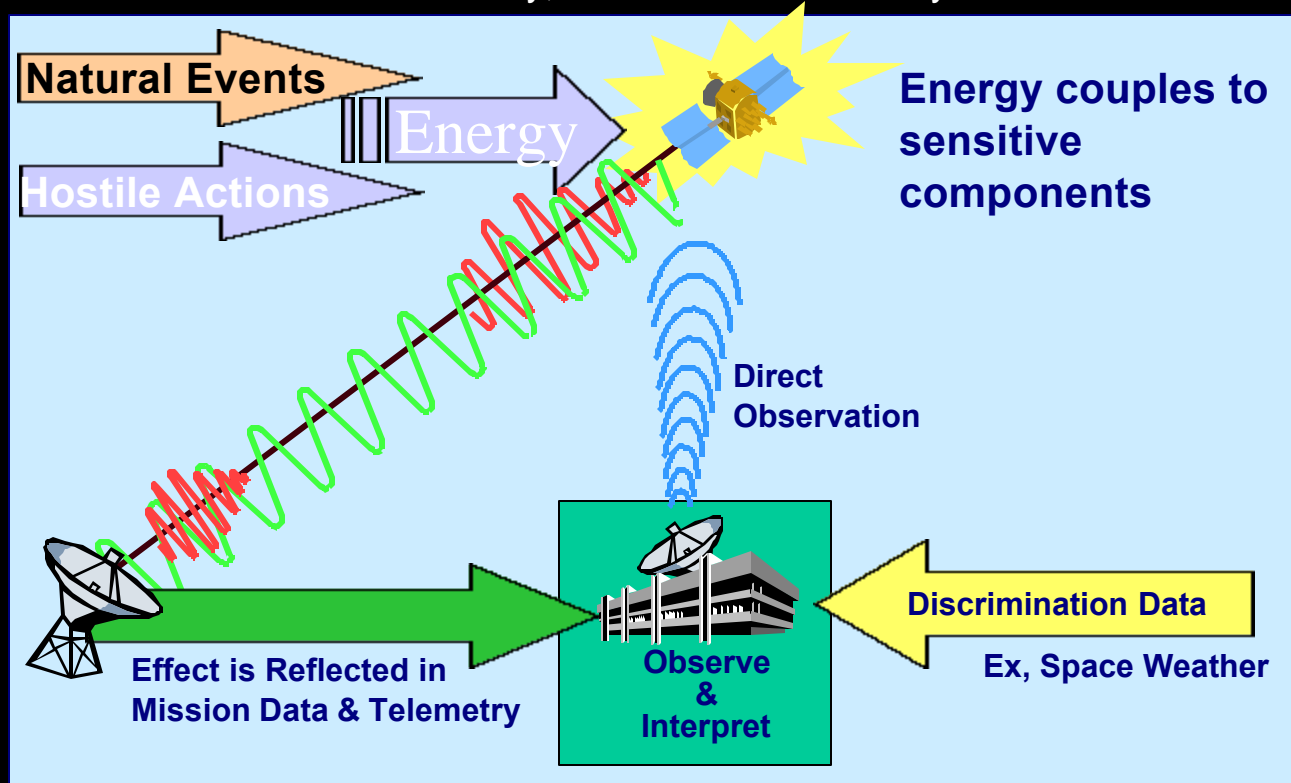 Natural Events
Energy
Hostile Actions
Energy couples to
sensitive
components
Direct
Observation
Discrimination Data
Ex, Space Weather
Observe
&
Interpret
Effect is Reflected in
Mission Data & Telemetry